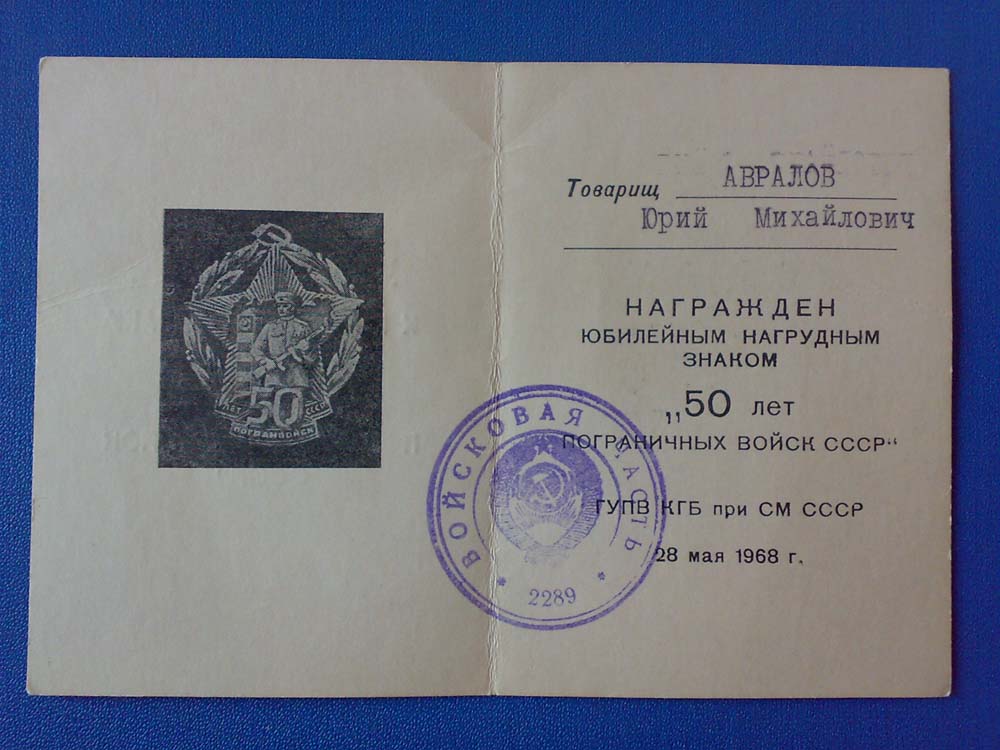 ЛЕТ СССР
50
ПОГРАНВОЙСК
Товарищ АВРАЛОВ
Юрий Михайлович
НАГРАЖДЕН
ЮБИЛЕЙНЫМ НАГРУДНЫМ
ЗНАКОМ
„50 лет
ПОГРАНИЧНЫХ ВОЙСК СССР“
ГУПВ КГБ при СМ СССР
28 мая 1968 г.
ВОЙСКОВАЯ ЧАСТЬ
* 2289 *